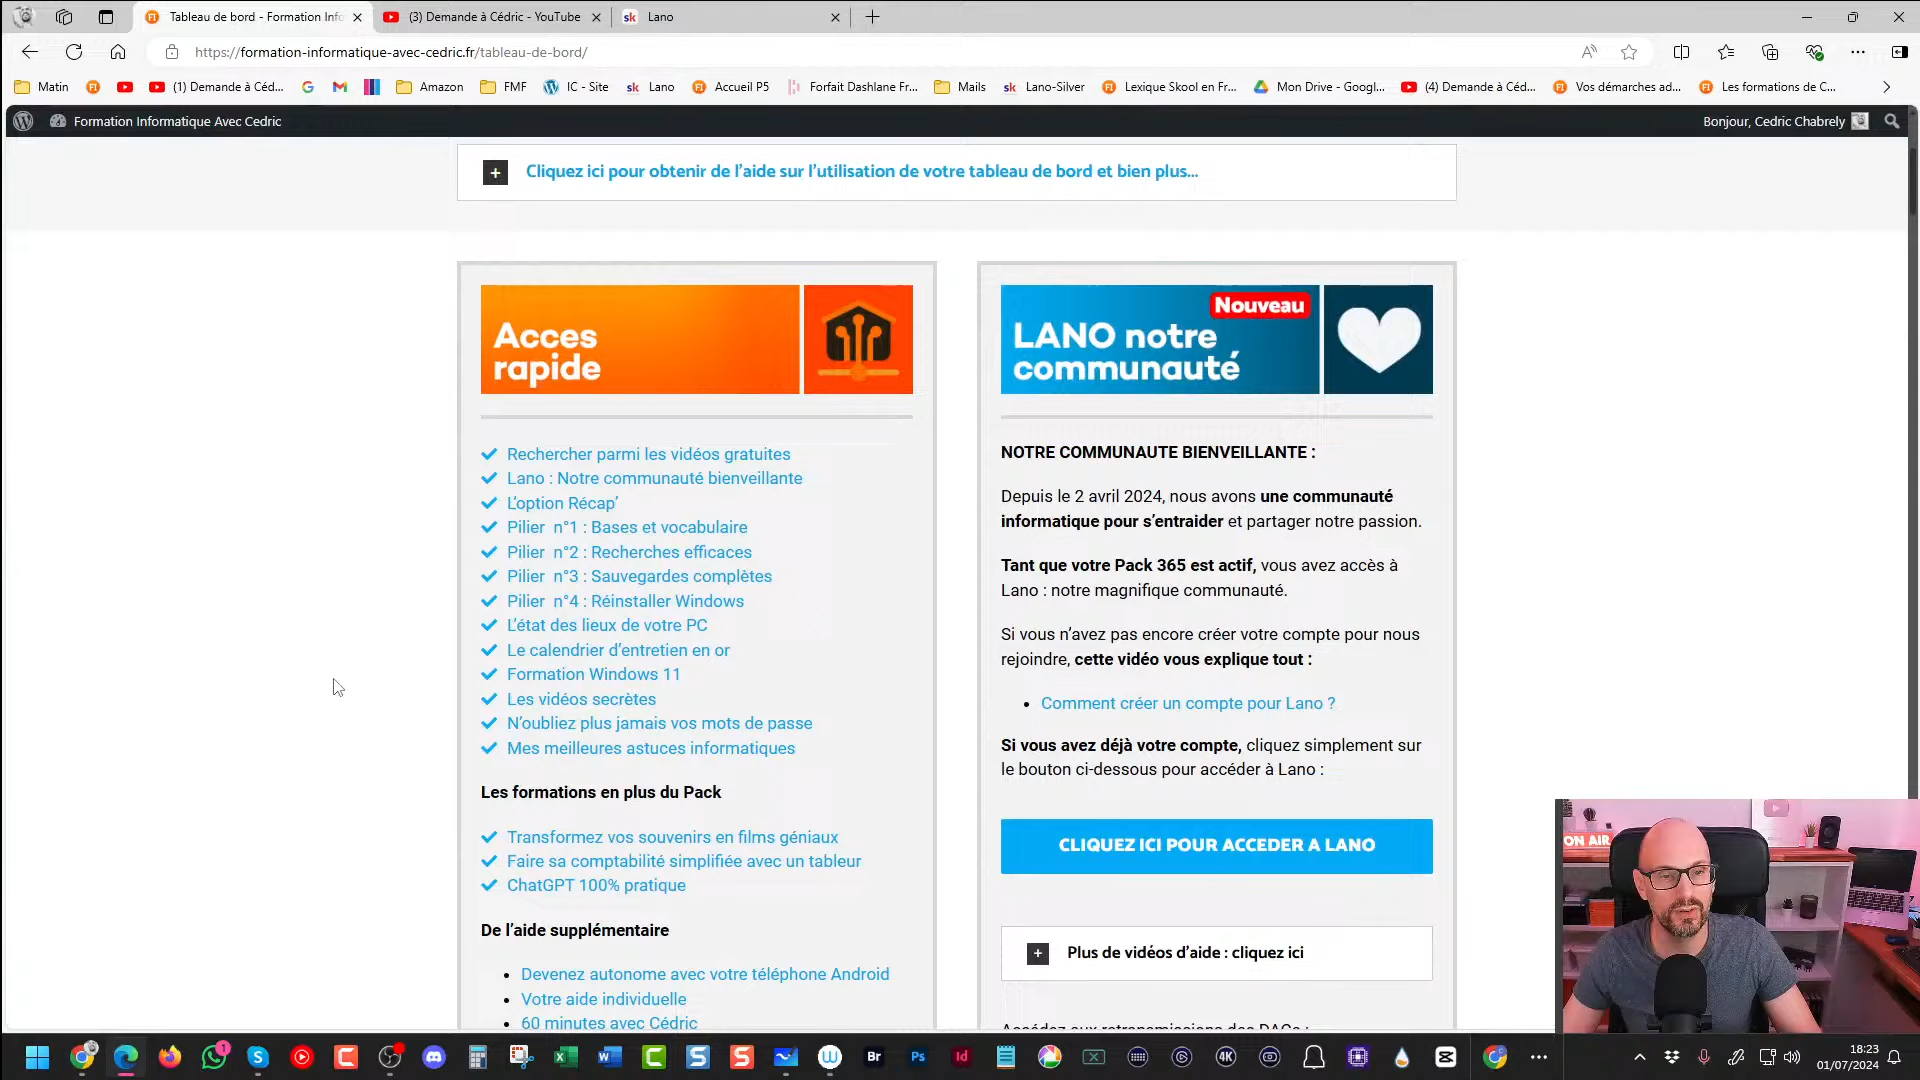 Tableau de bord - Formation Info
(3) Demande à Cédric - YouTube
sk Lano
https://formation-informatique-avec-cedric.fr/tableau-de-bord/
Matin
(1) Demande à Céd...
Amazon
FMF
IC - Site
sk Lano
Accueil P5
Forfait Dashlane Fr...
Mails
sk Lano-Silver
Lexique Skool en Fr...
Mon Drive - Googl...
(4) Demande à Céd...
Vos démarches ad...
Les formations de C...
Formation Informatique Avec Cedric
Bonjour, Cedric Chabrely
Cliquez ici pour obtenir de l'aide sur l'utilisation de votre tableau de bord et bien plus...
Acces
rapide
Rechercher parmi les vidéos gratuites
Lano : Notre communauté bienveillante
L'option Récap'
Pilier n°1 : Bases et vocabulaire
Pilier n°2 : Recherches efficaces
Pilier n°3 : Sauvegardes complètes
Pilier n°4 : Réinstaller Windows
L'état des lieux de votre PC
Le calendrier d'entretien en or
Formation Windows 11
Les vidéos secrètes
N'oubliez plus jamais vos mots de passe
Mes meilleures astuces informatiques
Les formations en plus du Pack
Transformez vos souvenirs en films géniaux
Faire sa comptabilité simplifiée avec un tableur
ChatGPT 100% pratique
De l'aide supplémentaire
Devenez autonome avec votre téléphone Android
Votre aide individuelle
60 minutes avec Cédric
Nouveau
LANO notre
communauté
NOTRE COMMUNAUTE BIENVEILLANTE :
Depuis le 2 avril 2024, nous avons une communauté
informatique pour s'entraider et partager notre passion.
Tant que votre Pack 365 est actif, vous avez accès à
Lano : notre magnifique communauté.
Si vous n'avez pas encore créer votre compte pour nous
rejoindre, cette vidéo vous explique tout :
Comment créer un compte pour Lano ?
Si vous avez déjà votre compte, cliquez simplement sur
le bouton ci-dessous pour accéder à Lano :
CLIQUEZ ICI POUR ACCEDER A LANO
Plus de vidéos d'aide : cliquez ici
Accédez aux retransmissions des DACs :
ON AIR
Br
Ps
Id
4K
18:23
01/07/2024